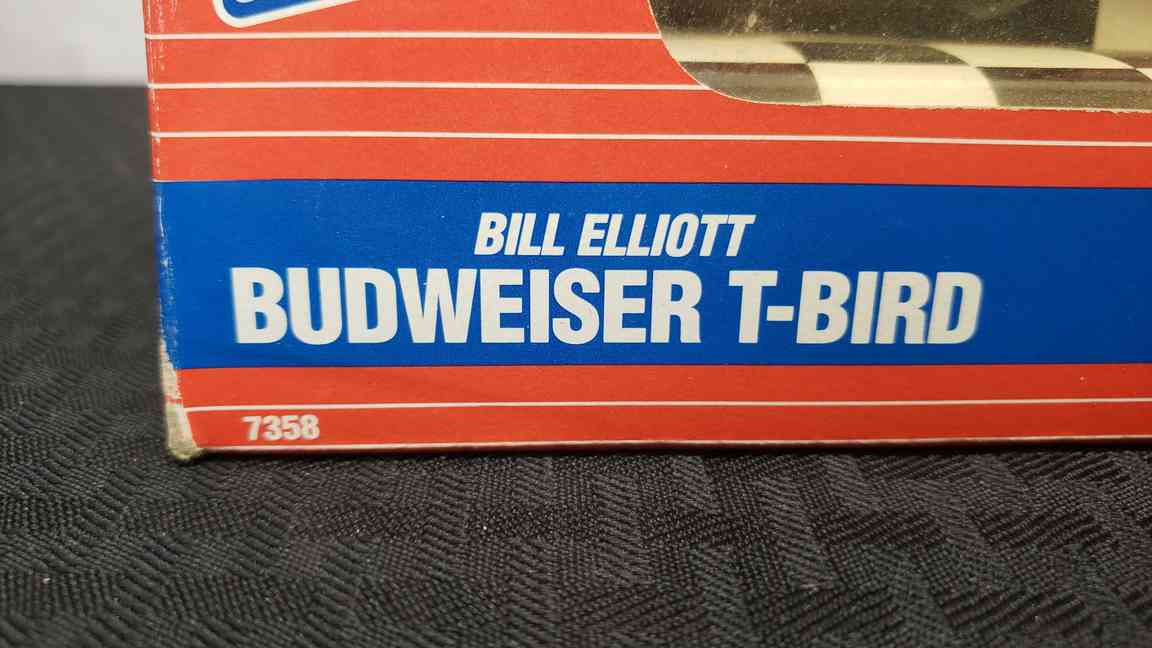 BILL ELLIOTT
BUDWEISER T-BIRD
7358